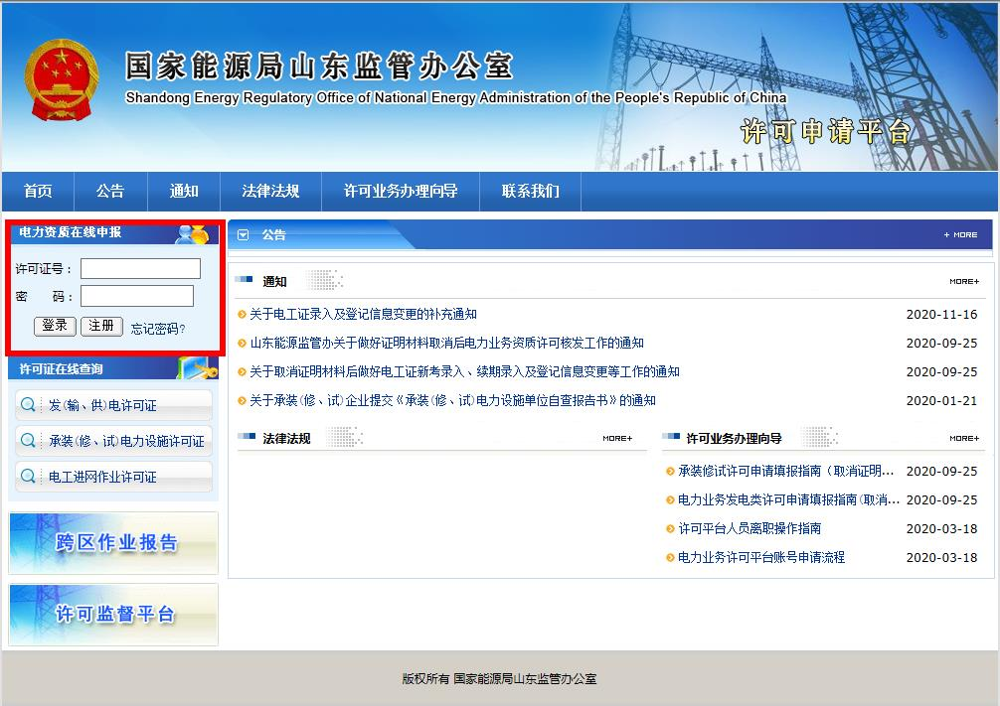 国家能源局山东监管办公室
Shandong Energy Regulatory Office of National Energy Administration of the People's Republic of China
许可申请平台
首页 公告 通知 法律法规 许可业务办理向导 联系我们
电力资质在线申报
许可证号：
密 码：
登录 注册 忘记密码?
许可证在线查询
发(输、供)电许可证
承装(修、试)电力设施许可证
电工进网作业许可证
跨区作业报告
许可监督平台
公告 + MORE
通知 MORE+
关于电工证录入及登记信息变更的补充通知 2020-11-16
山东能源监管办关于做好证明材料取消后电力业务资质许可核发工作的通知 2020-09-25
关于取消证明材料后做好电工证新考录入、续期录入及登记信息变更等工作的通知 2020-09-25
关于承装(修、试)企业提交《承装(修、试)电力设施单位自查报告书》的通知 2020-01-21
法律法规 MORE+
许可业务办理向导 MORE+
承装修试许可申请填报指南（取消证明... 2020-09-25
电力业务发电类许可申请填报指南(取消... 2020-09-25
许可平台人员离职操作指南 2020-03-18
电力业务许可平台账号申请流程 2020-03-18
版权所有 国家能源局山东监管办公室